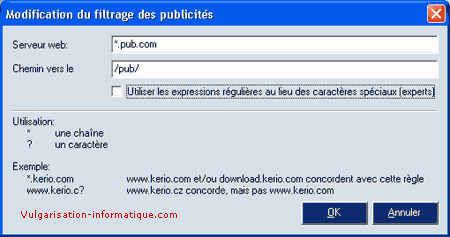 Modification du filtrage des publicités
Serveur web: *.pub.com
Chemin vers le /pub/
Utiliser les expressions régulières au lieu des caractères spéciaux (experts)
Utilisation:
* une chaîne
? un caractère
Exemple:
*.kerio.com www.kerio.com et/ou download.kerio.com concordent avec cette règle
www.kerio.c? www.kerio.cz concorde, mais pas www.kerio.com
Vulgarisation-informatique.com
OK Annuler